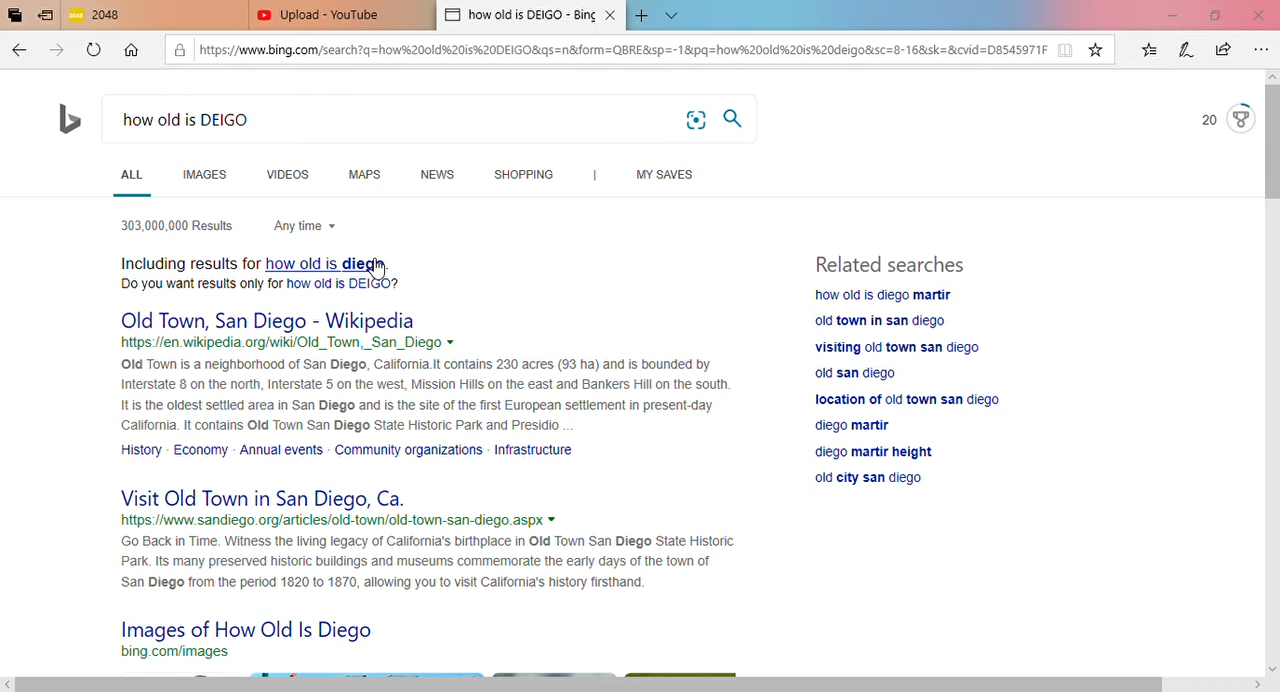 2048 2048
Upload - YouTube
how old is DEIGO - Bing
https://www.bing.com/search?q=how%20old%20is%20DEIGO&qs=n&form=QBRE&sp=-1&pq=how%20old%20is%20deigo&sc=8-16&sk=&cvid=D8545971F
how old is DEIGO
20
ALL IMAGES VIDEOS MAPS NEWS SHOPPING | MY SAVES
303,000,000 Results Any time
Including results for how old is diego.
Do you want results only for how old is DEIGO?
Old Town, San Diego - Wikipedia
https://en.wikipedia.org/wiki/Old_Town,_San_Diego
Old Town is a neighborhood of San Diego, California.It contains 230 acres (93 ha) and is bounded by
Interstate 8 on the north, Interstate 5 on the west, Mission Hills on the east and Bankers Hill on the south.
It is the oldest settled area in San Diego and is the site of the first European settlement in present-day
California. It contains Old Town San Diego State Historic Park and Presidio ...
History · Economy · Annual events · Community organizations · Infrastructure
Visit Old Town in San Diego, Ca.
https://www.sandiego.org/articles/old-town/old-town-san-diego.aspx
Go Back in Time. Witness the living legacy of California's birthplace in Old Town San Diego State Historic
Park. Its many preserved historic buildings and museums commemorate the early days of the town of
San Diego from the period 1820 to 1870, allowing you to visit California's history firsthand.
Images of How Old Is Diego
bing.com/images
Related searches
how old is diego martir
old town in san diego
visiting old town san diego
old san diego
location of old town san diego
diego martir
diego martir height
old city san diego